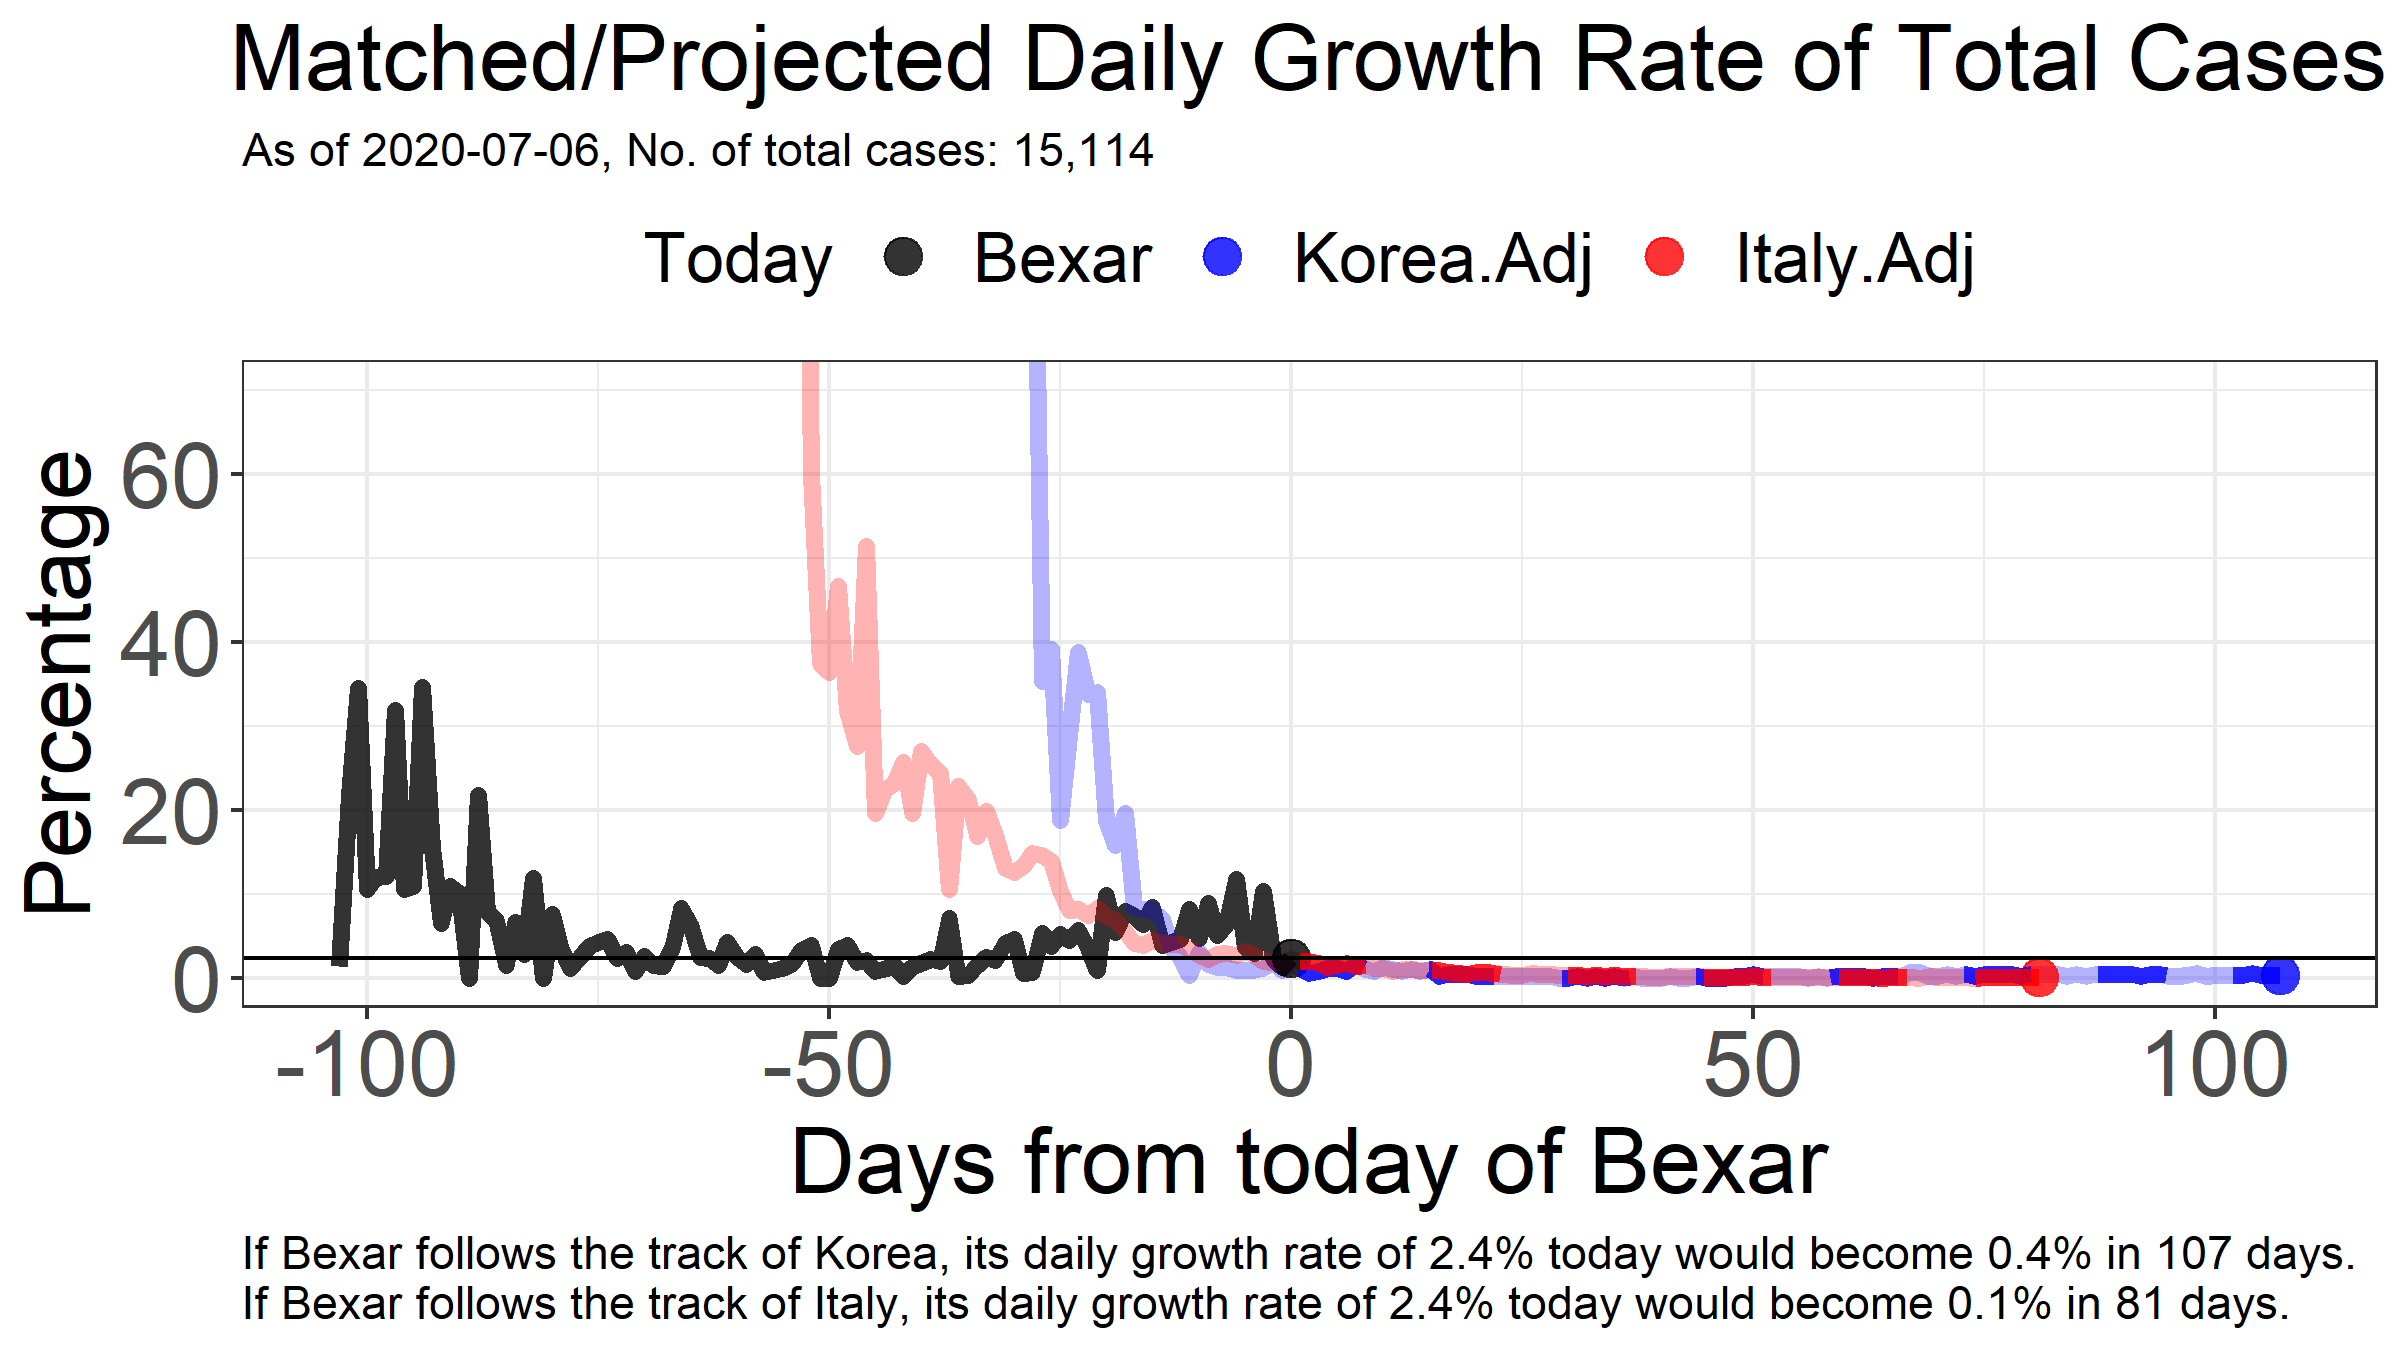 Matched/Projected Daily Growth Rate of Total Cases
As of 2020-07-06, No. of total cases: 15,114
Today Bexar Korea.Adj Italy.Adj
Percentage
60
40
20
0
-100 -50 0 50 100
Days from today of Bexar
If Bexar follows the track of Korea, its daily growth rate of 2.4% today would become 0.4% in 107 days.
If Bexar follows the track of Italy, its daily growth rate of 2.4% today would become 0.1% in 81 days.